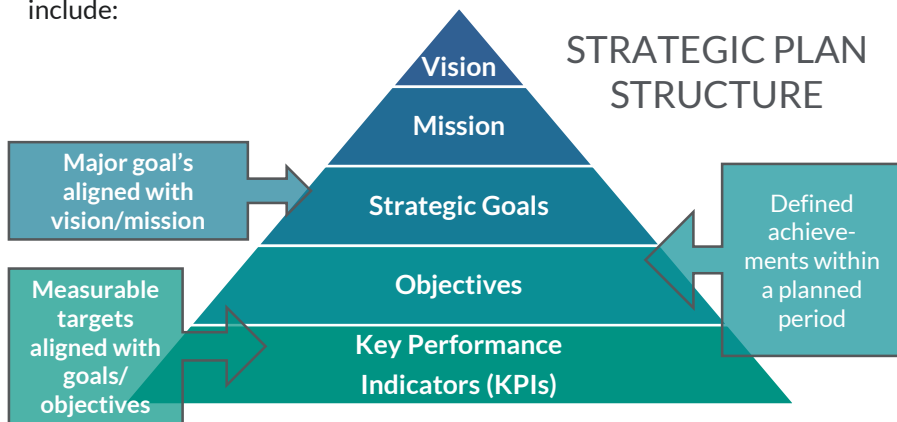 include:
STRATEGIC PLAN
STRUCTURE
Vision
Mission
Major goal's
aligned with
vision/mission
Strategic Goals
Defined
achieve-
ments within
a planned
period
Objectives
Measurable
targets
aligned with
goals/
objectives
Key Performance
Indicators (KPIs)